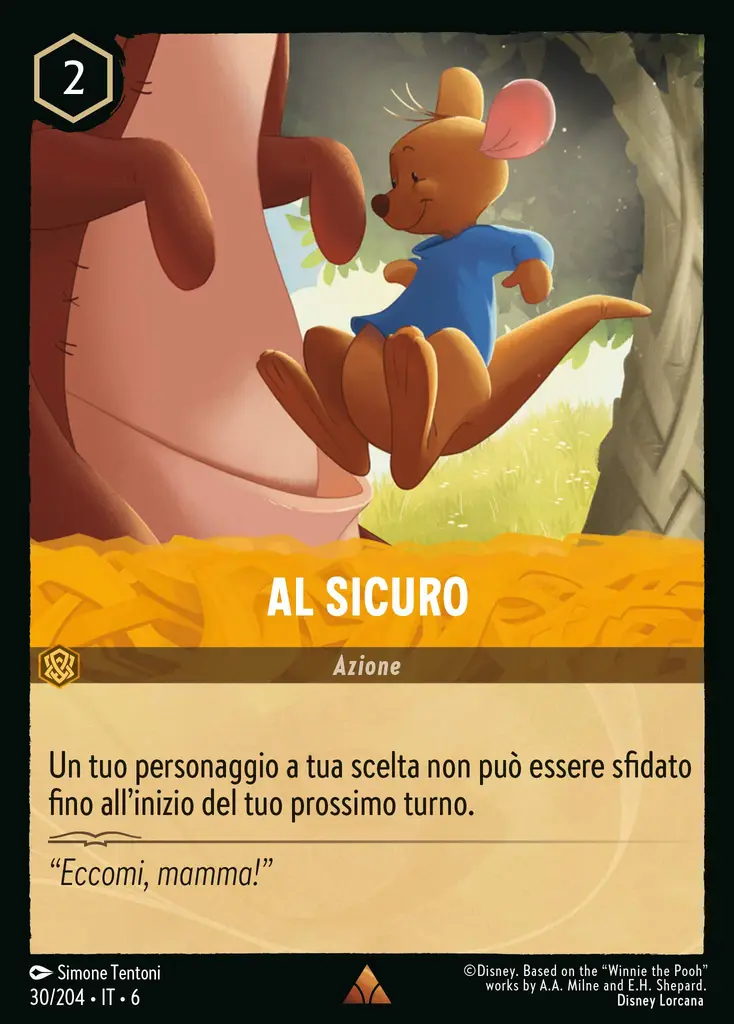 2
AL SICURO
Azione
Un tuo personaggio a tua scelta non può essere sfidato
fino all'inizio del tuo prossimo turno.
“Eccomi, mamma!”
Simone Tentoni
30/204 • IT • 6
©Disney. Based on the “Winnie the Pooh”
works by A.A. Milne and E.H. Shepard.
Disney Lorcana